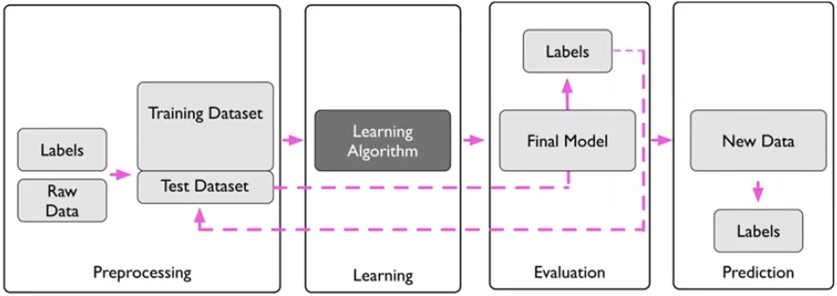 Labels
Raw
Data
Training Dataset
Test Dataset
Preprocessing
Learning
Algorithm
Learning
Labels
Final Model
Evaluation
New Data
Labels
Prediction